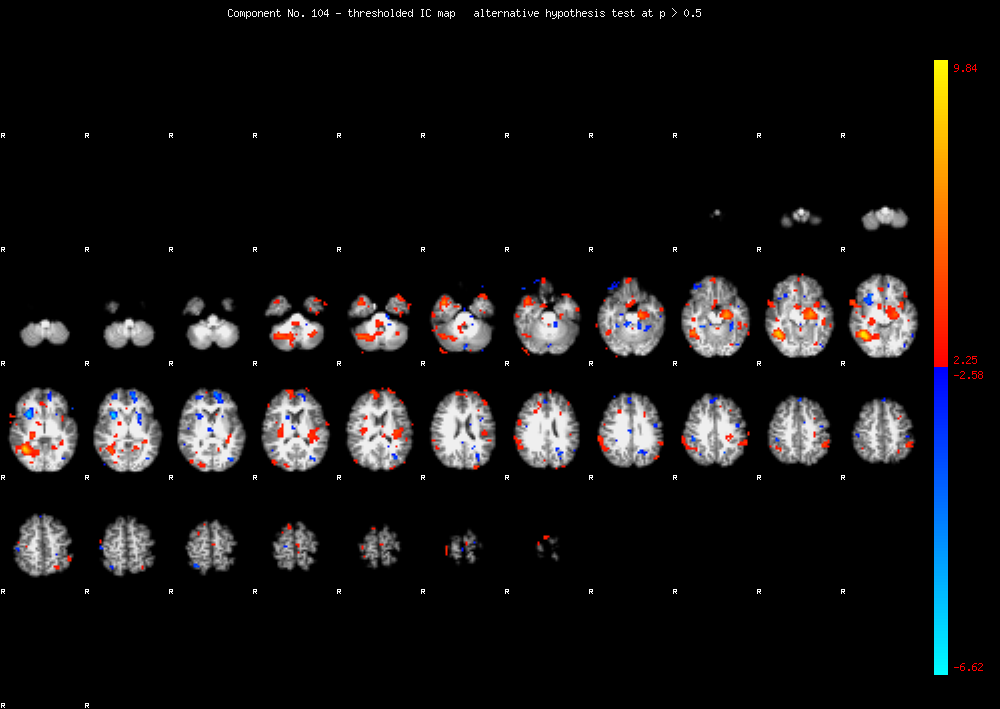 Component No. 104 - thresholded IC map   alternative hypothesis test at p > 0.5
9.84
R R R R R R R R R R R
R R R R R R R R R R R
2.25
R R R R R R R R R R R
-2.58
R R R R R R R R R R R
R R R R R R R R R R R
-6.62
R R